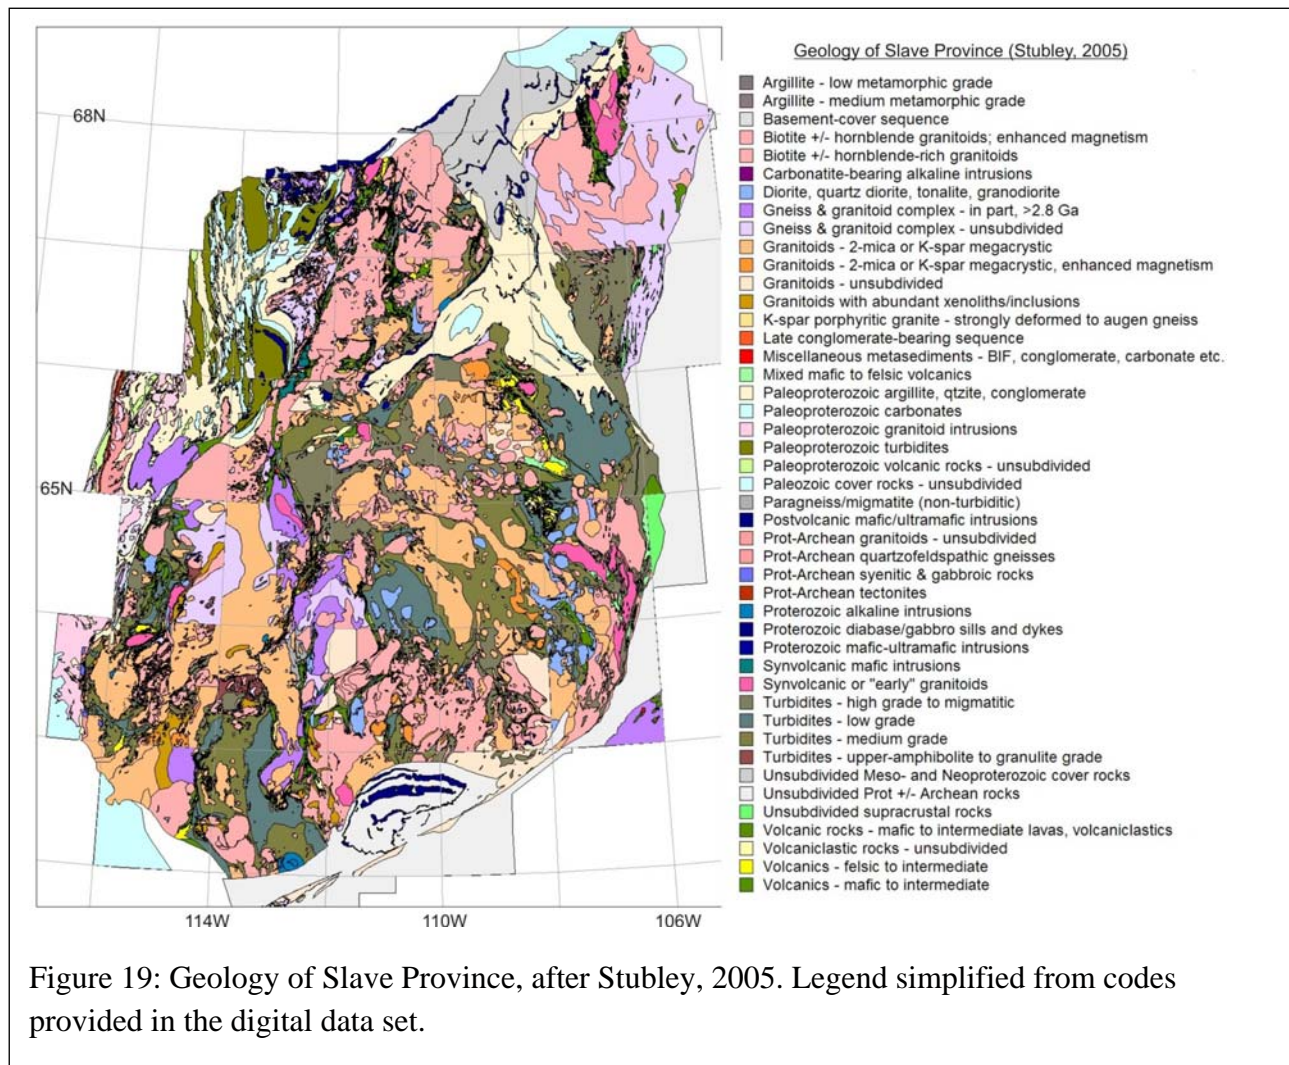 Geology of Slave Province (Stubley, 2005)
68N
65N
114W
110W
106W
Argillite - low metamorphic grade
Argillite - medium metamorphic grade
Basement-cover sequence
Biotite +/- hornblende granitoids; enhanced magnetism
Biotite +/- hornblende-rich granitoids
Carbonatite-bearing alkaline intrusions
Diorite, quartz diorite, tonalite, granodiorite
Gneiss & granitoid complex - in part, >2.8 Ga
Gneiss & granitoid complex - unsubdivided
Granitoids - 2-mica or K-spar megacrystic
Granitoids - 2-mica or K-spar megacrystic, enhanced magnetism
Granitoids - unsubdivided
Granitoids with abundant xenoliths/inclusions
K-spar porphyritic granite - strongly deformed to augen gneiss
Late conglomerate-bearing sequence
Miscellaneous metasediments - BIF, conglomerate, carbonate etc.
Mixed mafic to felsic volcanics
Paleoproterozoic argillite, qtzite, conglomerate
Paleoproterozoic carbonates
Paleoproterozoic granitoid intrusions
Paleoproterozoic turbidites
Paleoproterozoic volcanic rocks - unsubdivided
Paleozoic cover rocks - unsubdivided
Paragneiss/migmatite (non-turbiditic)
Postvolcanic mafic/ultramafic intrusions
Prot-Archean granitoids - unsubdivided
Prot-Archean quartzofeldspathic gneisses
Prot-Archean syenitic & gabbroic rocks
Prot-Archean tectonites
Proterozoic alkaline intrusions
Proterozoic diabase/gabbro sills and dykes
Proterozoic mafic-ultramafic intrusions
Synvolcanic mafic intrusions
Synvolcanic or "early" granitoids
Turbidites - high grade to migmatitic
Turbidites - low grade
Turbidites - medium grade
Turbidites - upper-amphibolite to granulite grade
Unsubdivided Meso- and Neoproterozoic cover rocks
Unsubdivided Prot +/- Archean rocks
Unsubdivided supracrustal rocks
Volcanic rocks - mafic to intermediate lavas, volcaniclastics
Volcaniclastic rocks - unsubdivided
Volcanics - felsic to intermediate
Volcanics - mafic to intermediate
Figure 19: Geology of Slave Province, after Stubley, 2005. Legend simplified from codes
provided in the digital data set.